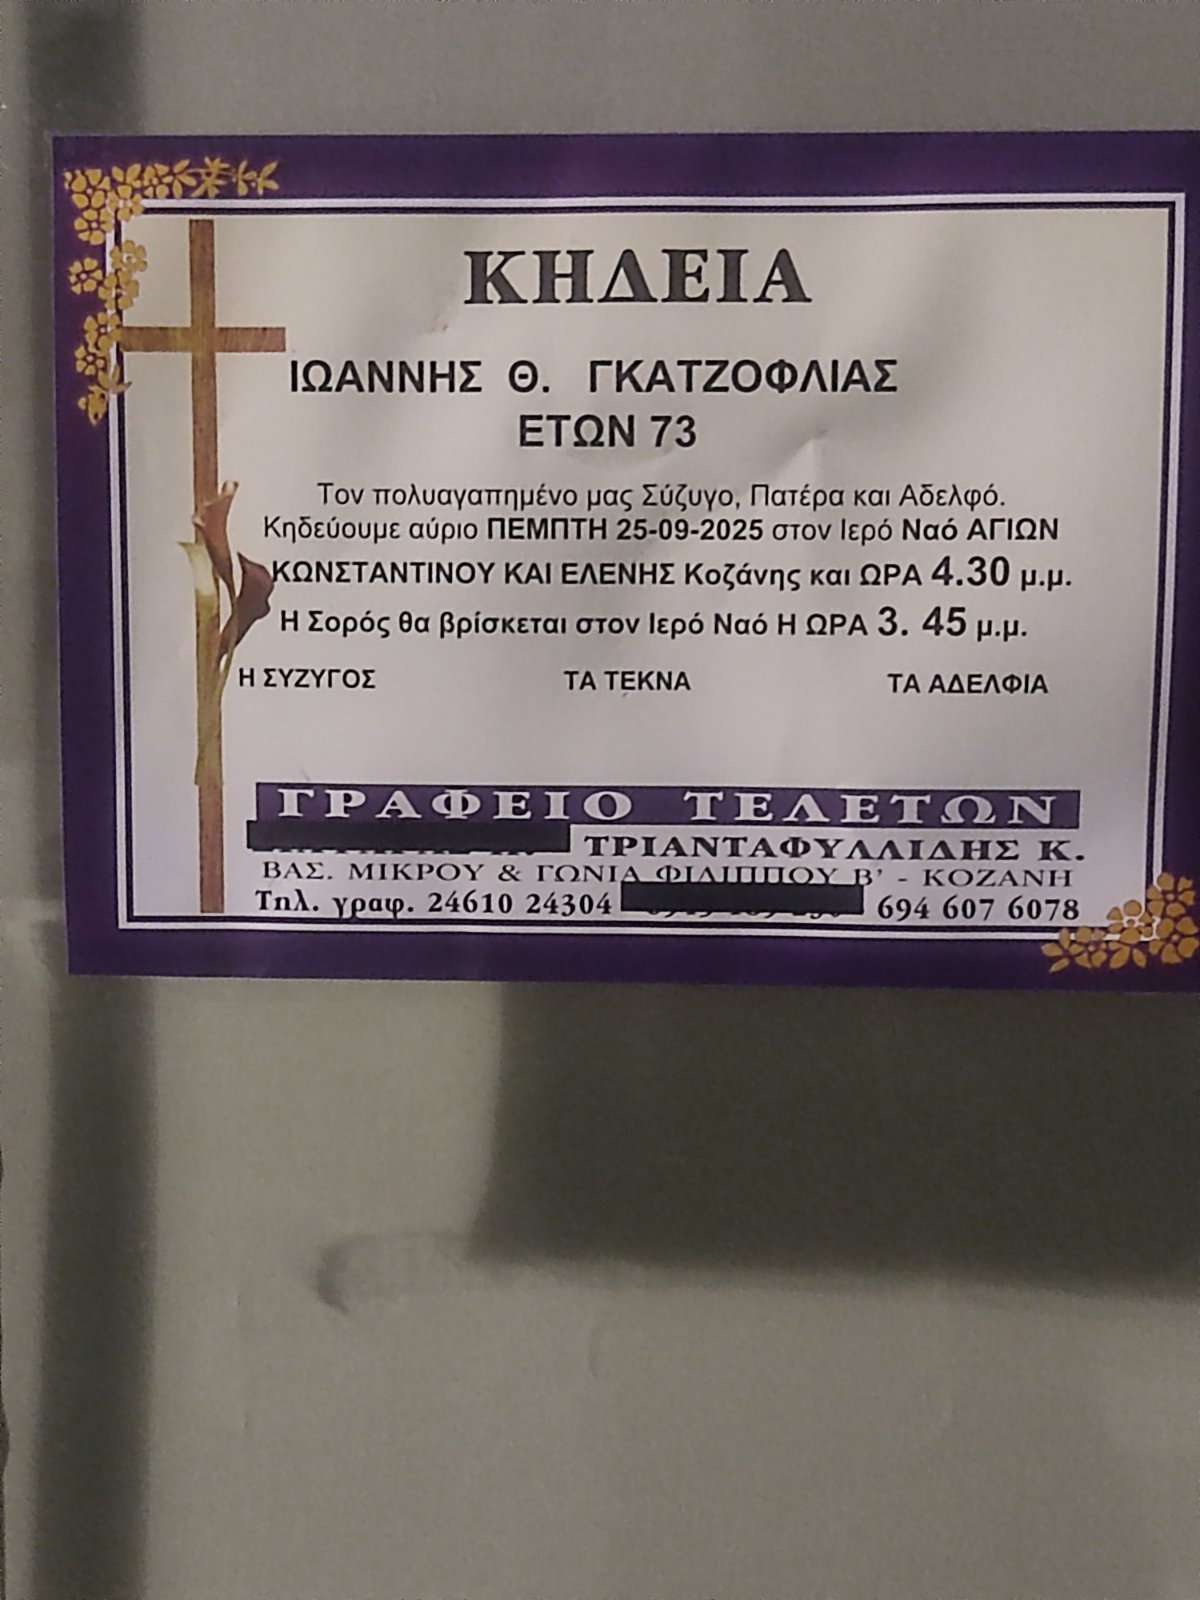 ΚΗΔΕΙΑ
ΙΩΑΝΝΗΣ Θ. ΓΚΑΤΖΟΦΛΙΑΣ
ΕΤΩΝ 73
Τον πολυαγαπημένο μας Σύζυγο, Πατέρα και Αδελφό.
Κηδεύουμε αύριο ΠΕΜΠΤΗ 25-09-2025 στον Ιερό Ναό ΑΓΙΩΝ
ΚΩΝΣΤΑΝΤΙΝΟΥ ΚΑΙ ΕΛΕΝΗΣ Κοζάνης και ΩΡΑ 4.30 μ.μ.
Η Σορός θα βρίσκεται στον Ιερό Ναό Η ΩΡΑ 3. 45 μ.μ.
Η ΣΥΖΥΓΟΣ ΤΑ ΤΕΚΝΑ ΤΑ ΑΔΕΛΦΙΑ
ΓΡΑΦΕΙΟ ΤΕΛΕΤΩΝ
ΤΡΙΑΝΤΑΦΥΛΛΙΔΗΣ Κ.
ΒΑΣ. ΜΙΚΡΟΥ & ΓΩΝΙΑ ΦΙΛΙΠΠΟΥ Β' - ΚΟΖΑΝΗ
Τηλ. γραφ. 24610 24304 694 607 6078